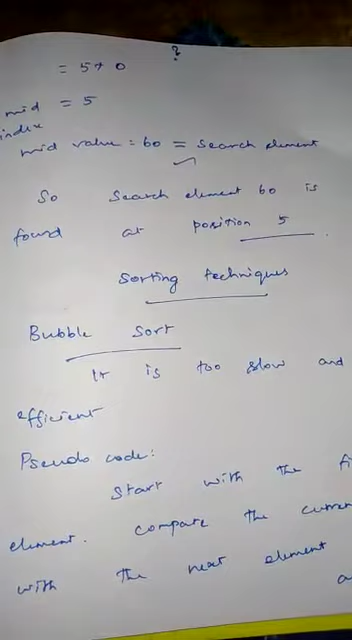 ?
= 5+0
mid = 5
index
mid value = 60 = search element
So search element 60 is
found at position 5.
Sorting techniques
Bubble sort
It is too slow and
efficient
Pseudo code:
start with the fi
element. compare the curren
with the next element
a